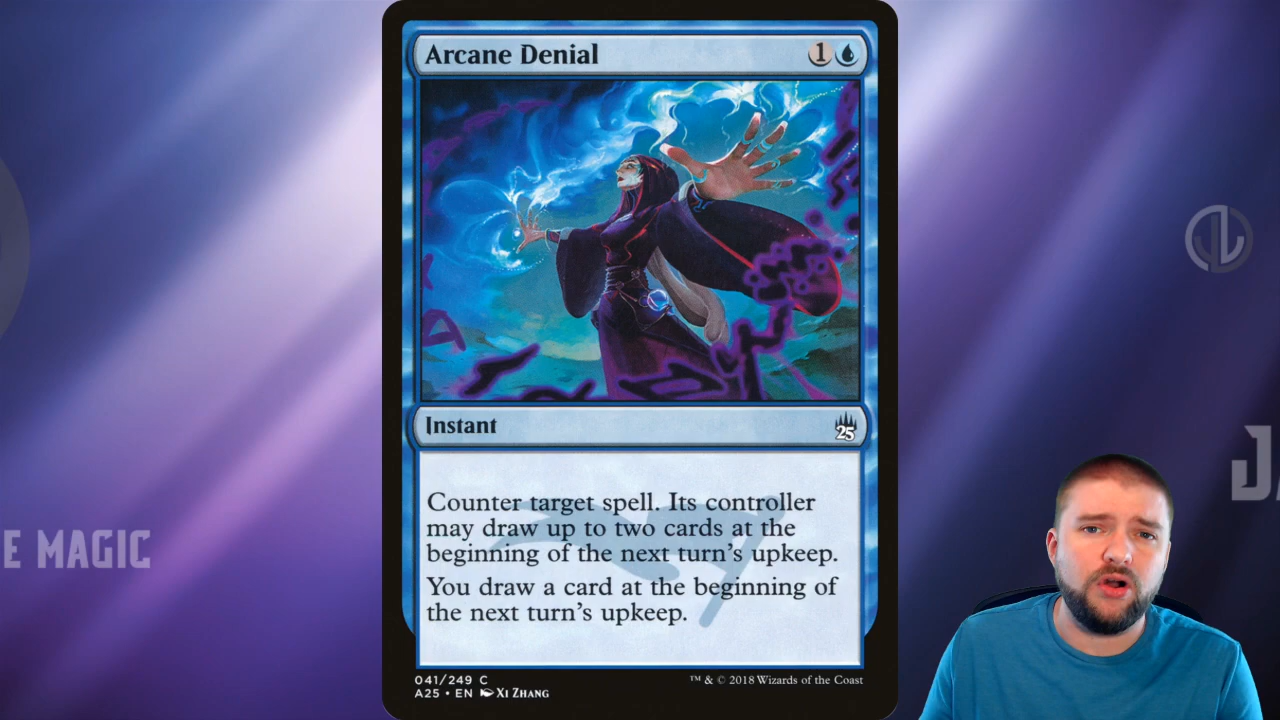 Arcane Denial
1
Instant
25
Counter target spell. Its controller
may draw up to two cards at the
beginning of the next turn's upkeep.
You draw a card at the beginning of
the next turn's upkeep.
041/249 C
A25 • EN Xi Zhang
™ & © 2018 Wizards of the Coast
E MAGIC